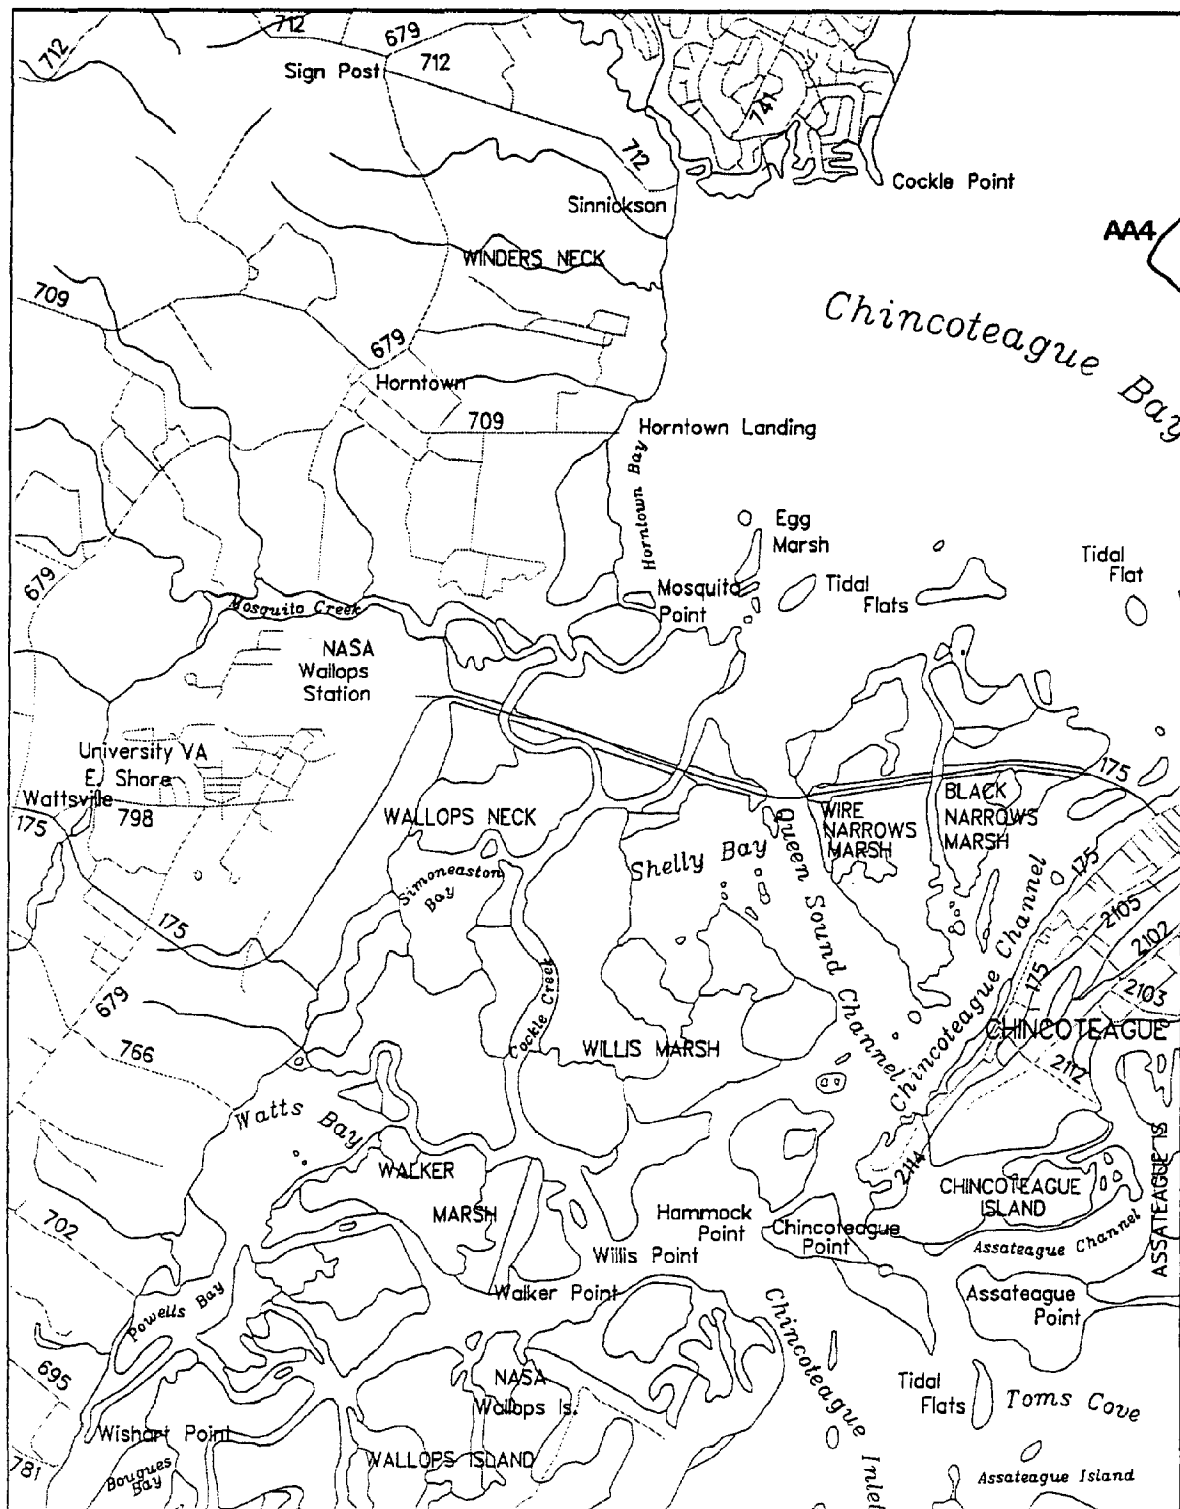 712
679
712
712
Sign Post
741
712
Cockle Point
Sinnickson
AA4
WINDERS NECK
709
Chincoteague Bay
679
Horntown
709
Horntown Landing
Horntown Bay
Egg
Marsh
Tidal
Flat
679
Mosquito
Point
Tidal
Flats
Mosquito Creek
NASA
Wallops
Station
University VA
E. Shore
175
Wattsville
175
798
BLACK
NARROWS
MARSH
WIRE
NARROWS
MARSH
WALLOPS NECK
Shelly Bay
Queen Sound Channel
Simoneaston
Bay
175
175
2105
2102
Chincoteague Channel
175
2103
679
Cockle Creek
CHINCOTEAGUE
766
WILLIS MARSH
2112
Watts Bay
WALKER
MARSH
2114
CHINCOTEAGUE
ISLAND
ASSATEAGUE IS
702
Hammock
Point
Chincoteague
Point
Assateague Channel
Willis Point
Walker Point
Assateague
Point
Powells Bay
Chincoteague Inlet
695
NASA
Wallops Is.
Tidal
Flats
Toms Cove
Wishart Point
WALLOPS ISLAND
781
Bougues
Bay
Assateague Island